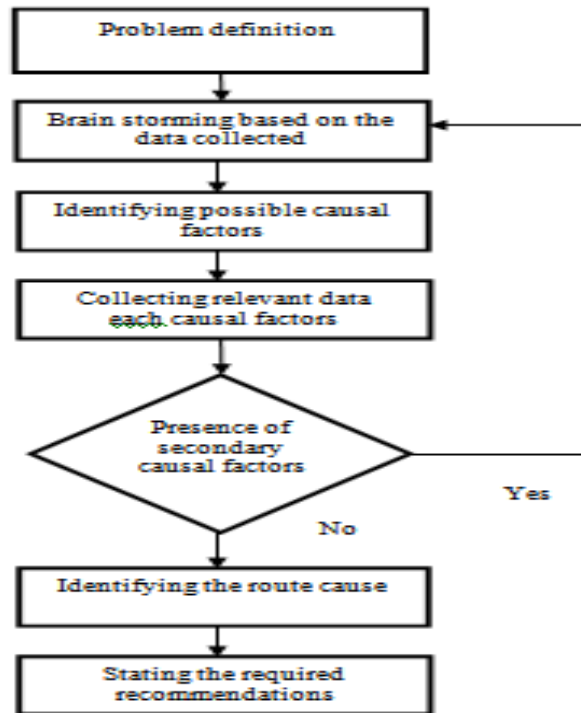 Problem definition
Brain storming based on the
data collected
Identifying possible causal
factors
Collecting relevant data
each causal factors
Presence of
secondary
causal factors
Yes
No
Identifying the route cause
Stating the required
recommendations